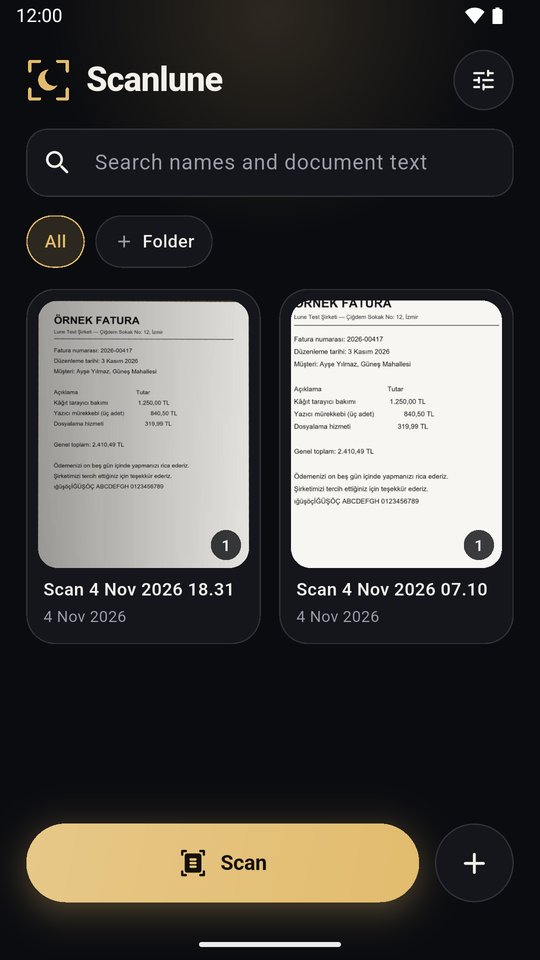 12:00
Scanlune
Search names and document text
All
+ Folder
ÖRNEK FATURA
Lune Test Şirketi — Çiğdem Sokak No: 12, İzmir
Fatura numarası: 2026-00417
Düzenleme tarihi: 3 Kasım 2026
Müşteri: Ayşe Yılmaz, Güneş Mahallesi
Açıklama Tutar
Kâğıt tarayıcı bakımı 1.250,00 TL
Yazıcı mürekkebi (üç adet) 840,50 TL
Dosyalama hizmeti 319,99 TL
Genel toplam: 2.410,49 TL
Ödemenizi on beş gün içinde yapmanızı rica ederiz.
Şirketimizi tercih ettiğiniz için teşekkür ederiz.
ığüşöçİĞÜŞÖÇ ABCDEFGH 0123456789
1
Scan 4 Nov 2026 18.31
4 Nov 2026
ÖRNEK FATURA
Lune Test Şirketi — Çiğdem Sokak No: 12, İzmir
Fatura numarası: 2026-00417
Düzenleme tarihi: 3 Kasım 2026
Müşteri: Ayşe Yılmaz, Güneş Mahallesi
Açıklama Tutar
Kâğıt tarayıcı bakımı 1.250,00 TL
Yazıcı mürekkebi (üç adet) 840,50 TL
Dosyalama hizmeti 319,99 TL
Genel toplam: 2.410,49 TL
Ödemenizi on beş gün içinde yapmanızı rica ederiz.
Şirketimizi tercih ettiğiniz için teşekkür ederiz.
ığüşöçİĞÜŞÖÇ ABCDEFGH 0123456789
1
Scan 4 Nov 2026 07.10
4 Nov 2026
Scan